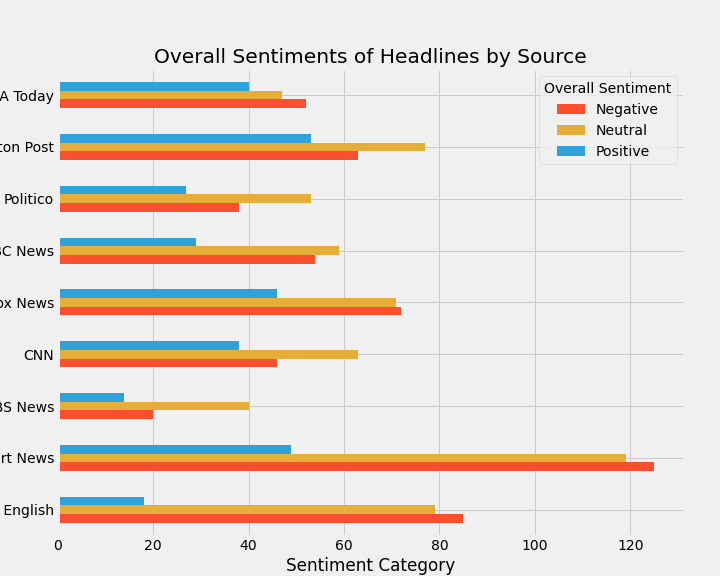 Overall Sentiments of Headlines by Source
Overall Sentiment
Negative
Neutral
Positive
A Today
ton Post
Politico
C News
ox News
CNN
S News
rt News
English
0 20 40 60 80 100 120
Sentiment Category